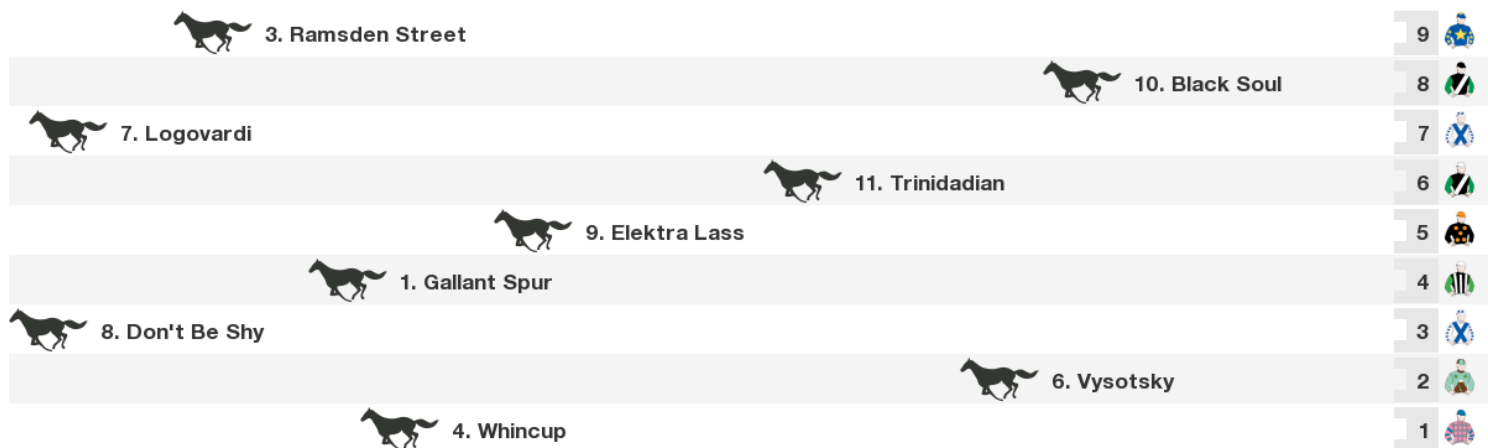 3. Ramsden Street 9
10. Black Soul 8
7. Logovardi 7
11. Trinidadian 6
9. Elektra Lass 5
1. Gallant Spur 4
8. Don't Be Shy 3
6. Vysotsky 2
4. Whincup 1